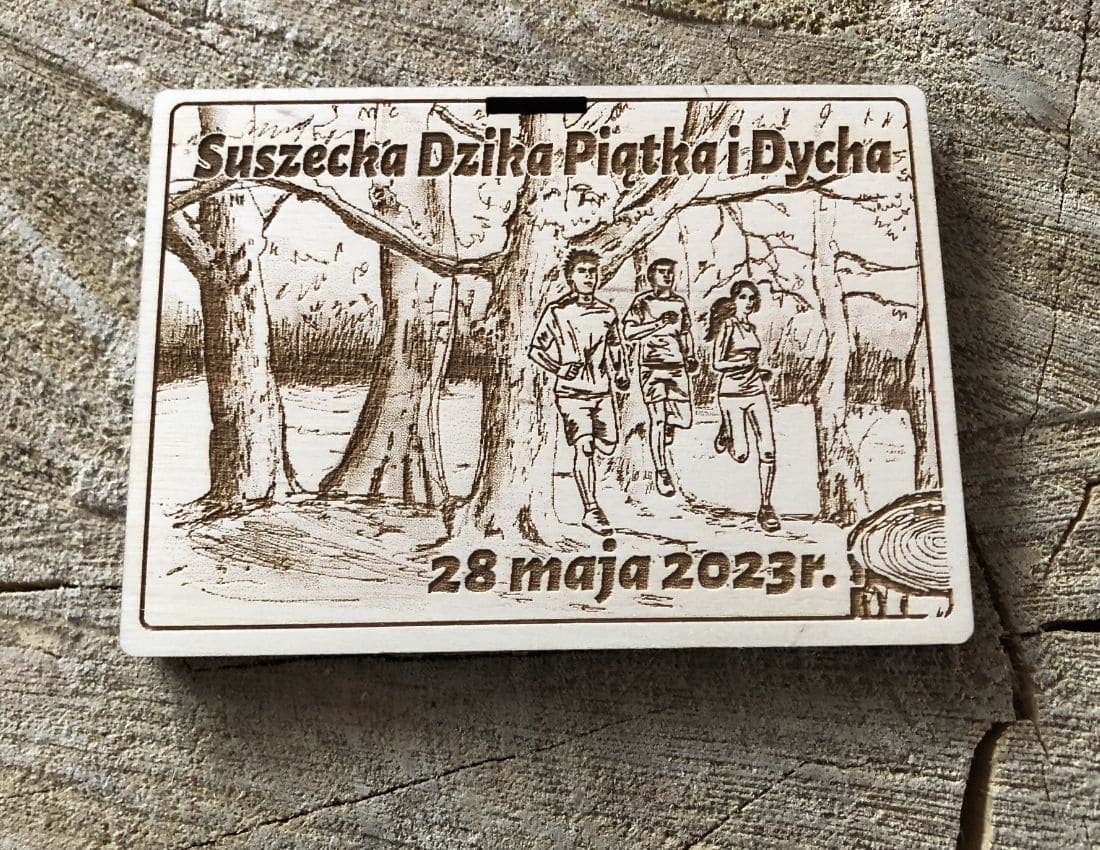 Suszecka Dzika Piątka i Dycha
28 maja 2023r.